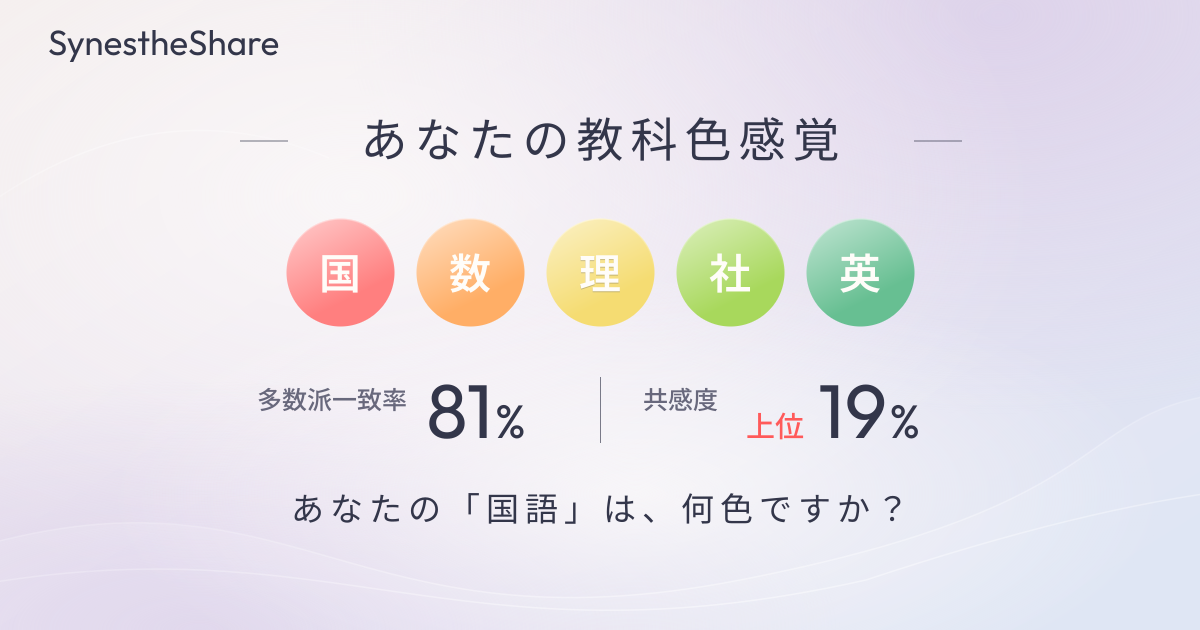 SynestheShare
あなたの教科色感覚
国 数 理 社 英
多数派一致率 81% 共感度 上位 19%
あなたの「国語」は、何色ですか？